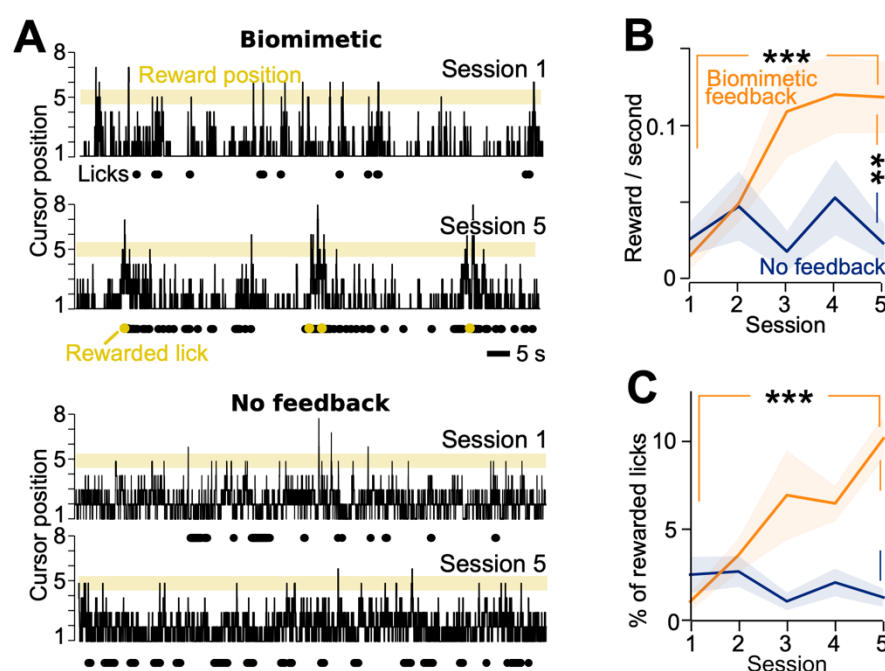 A
Biomimetic
8
5
1
Reward position
Session 1
Licks
Cursor position
8
5
1
Session 5
Rewarded lick
5 s
No feedback
8
5
1
Session 1
Cursor position
8
5
1
Session 5
B
***
Biomimetic
feedback
0.1
0
Reward / second
**
No feedback
1 2 3 4 5
Session
C
***
10
5
0
% of rewarded licks
1 2 3 4 5
Session